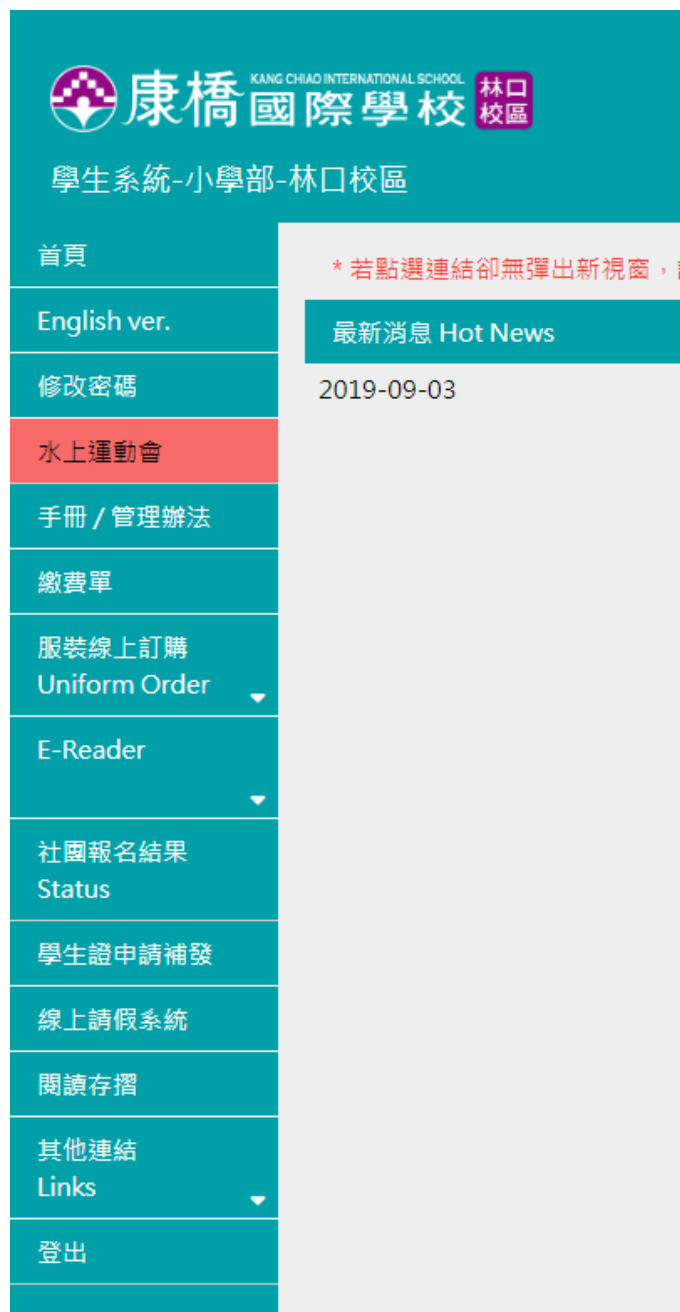 康橋國際學校 KANG CHIAO INTERNATIONAL SCHOOL 林口校區
學生系統-小學部-林口校區
首頁
English ver.
修改密碼
水上運動會
手冊 / 管理辦法
繳費單
服裝線上訂購
Uniform Order
E-Reader
社團報名結果
Status
學生證申請補發
線上請假系統
閱讀存摺
其他連結
Links
登出
* 若點選連結卻無彈出新視窗，
最新消息 Hot News
2019-09-03